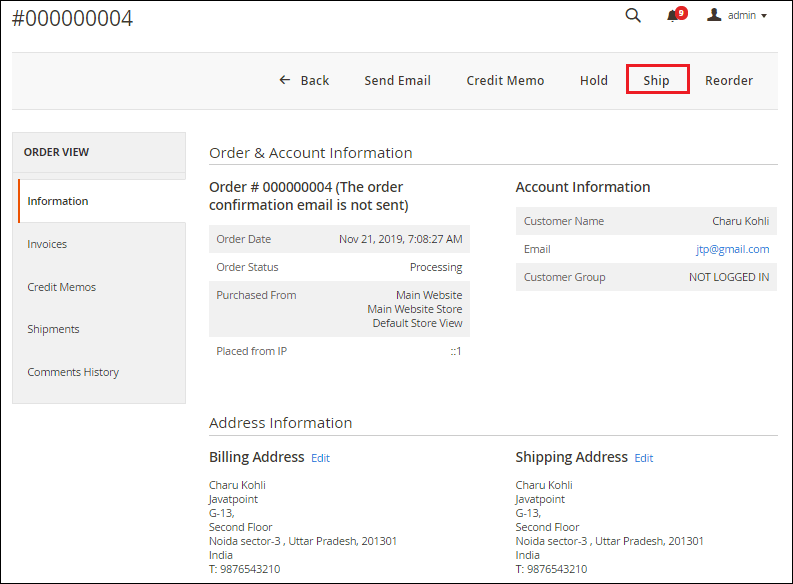 #000000004
9
admin
Back
Send Email
Credit Memo
Hold
Ship
Reorder
ORDER VIEW
Information
Invoices
Credit Memos
Shipments
Comments History
Order & Account Information
Order # 000000004 (The order
confirmation email is not sent)
Order Date Nov 21, 2019, 7:08:27 AM
Order Status Processing
Purchased From Main Website
Main Website Store
Default Store View
Placed from IP ::1
Account Information
Customer Name Charu Kohli
Email jtp@gmail.com
Customer Group NOT LOGGED IN
Address Information
Billing Address Edit
Charu Kohli
Javatpoint
G-13,
Second Floor
Noida sector-3 , Uttar Pradesh, 201301
India
T: 9876543210
Shipping Address Edit
Charu Kohli
Javatpoint
G-13,
Second Floor
Noida sector-3 , Uttar Pradesh, 201301
India
T: 9876543210